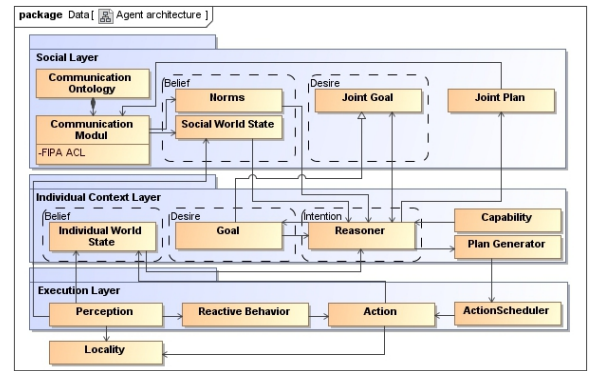 package Data [ Agent architecture ]
Social Layer
Communication
Ontology
Belief
Norms
Desire
Joint Goal
Joint Plan
Communication
Modul
-FIPA ACL
Social World State
Individual Context Layer
Belief
Individual World
State
Desire
Goal
Intention
Reasoner
Capability
Plan Generator
Execution Layer
Perception
Reactive Behavior
Action
ActionScheduler
Locality